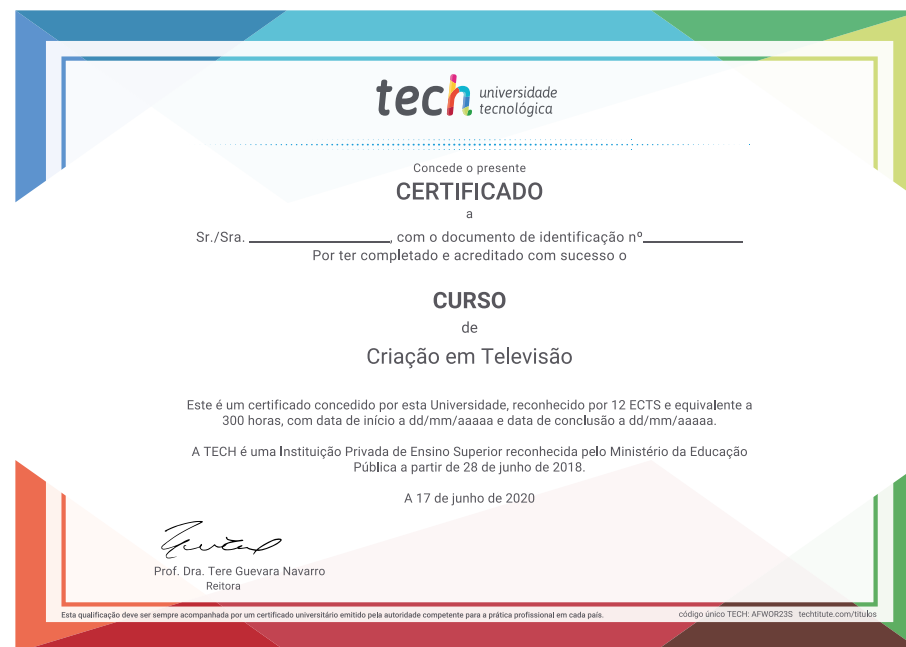 tech universidade
tecnológica
Concede o presente
CERTIFICADO
a
Sr./Sra. ____________________, com o documento de identificação nº______________
Por ter completado e acreditado com sucesso o
CURSO
de
Criação em Televisão
Este é um certificado concedido por esta Universidade, reconhecido por 12 ECTS e equivalente a
300 horas, com data de início a dd/mm/aaaaa e data de conclusão a dd/mm/aaaaa.
A TECH é uma Instituição Privada de Ensino Superior reconhecida pelo Ministério da Educação
Pública a partir de 28 de junho de 2018.
A 17 de junho de 2020
Prof. Dra. Tere Guevara Navarro
Reitora
Esta qualificação deve ser sempre acompanhada por um certificado universitário emitido pela autoridade competente para a prática profissional em cada país.
código único TECH: AFWOR23S techtitute.com/titulos